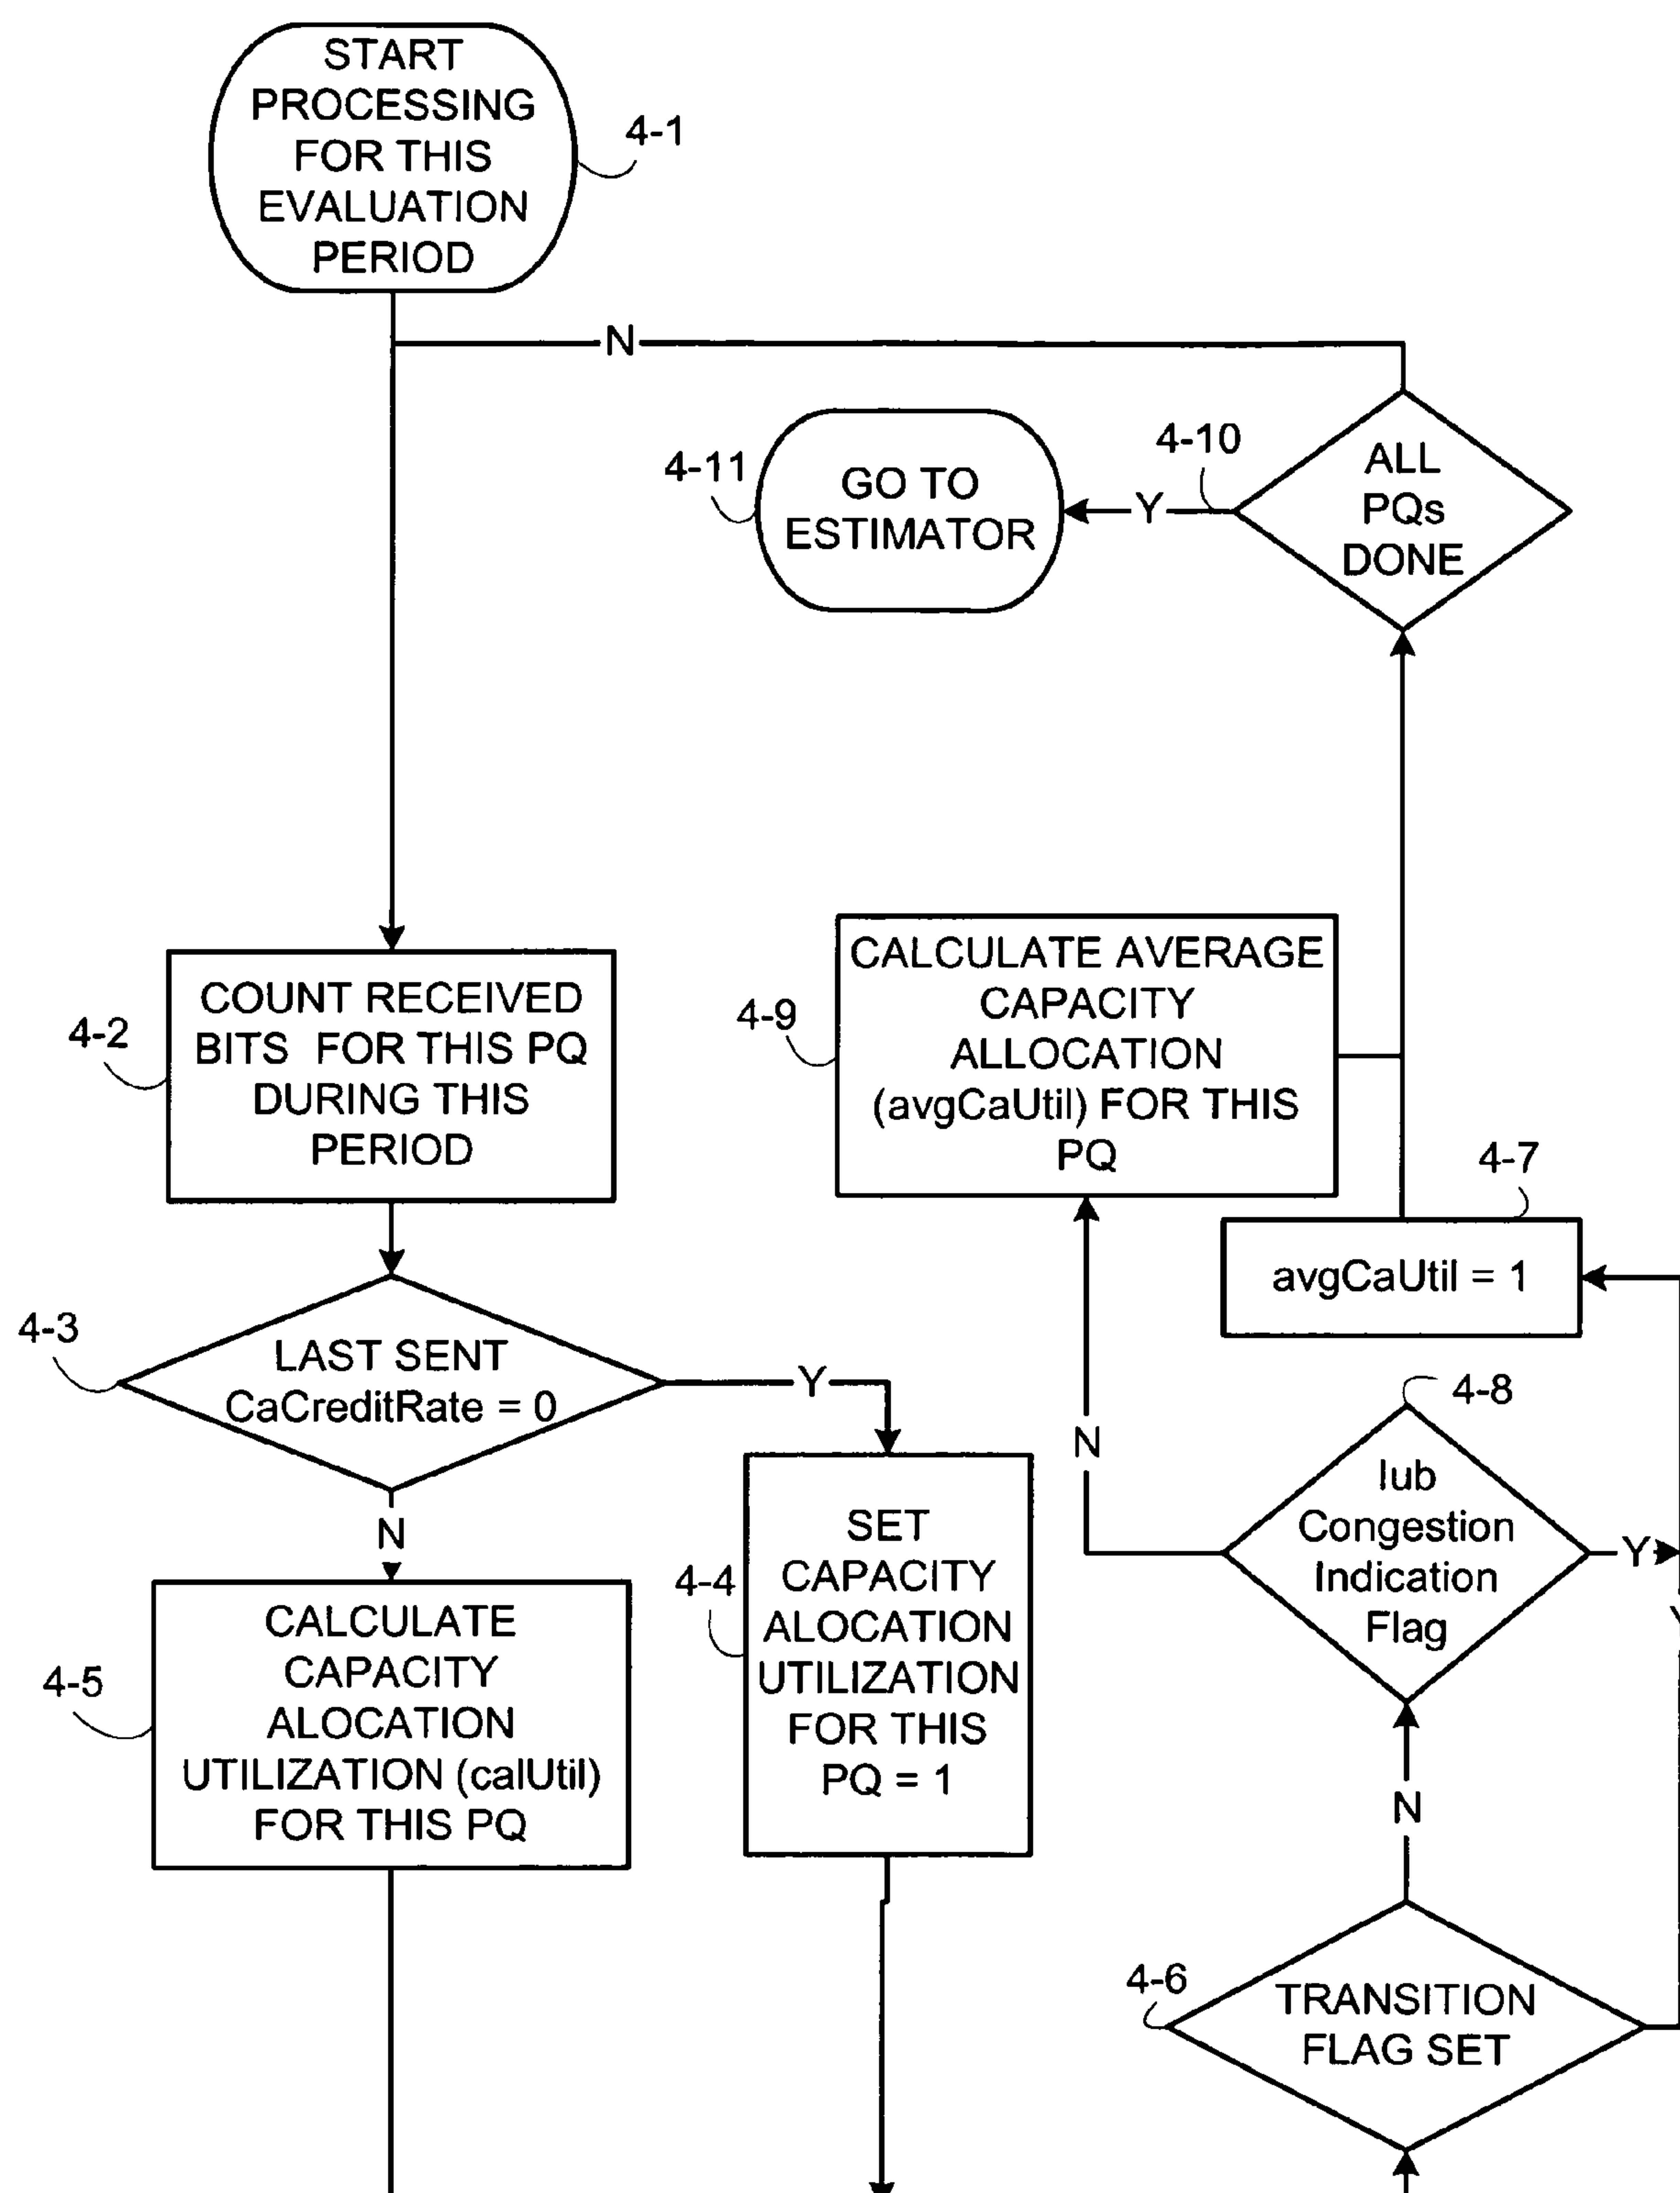 START
PROCESSING
FOR THIS
EVALUATION
PERIOD
4-1
N
4-11
GO TO
ESTIMATOR
Y
4-10
ALL
PQs
DONE
COUNT RECEIVED
BITS FOR THIS PQ
DURING THIS
PERIOD
4-2
CALCULATE AVERAGE
CAPACITY
ALLOCATION
(avgCaUtil) FOR THIS
PQ
4-9
4-7
avgCaUtil = 1
4-3
LAST SENT
CaCreditRate = 0
Y
N
4-8
Iub
Congestion
Indication
Flag
N
Y
4-4
SET
CAPACITY
ALOCATION
UTILIZATION
FOR THIS
PQ = 1
4-5
CALCULATE
CAPACITY
ALOCATION
UTILIZATION (calUtil)
FOR THIS PQ
N
4-6
TRANSITION
FLAG SET